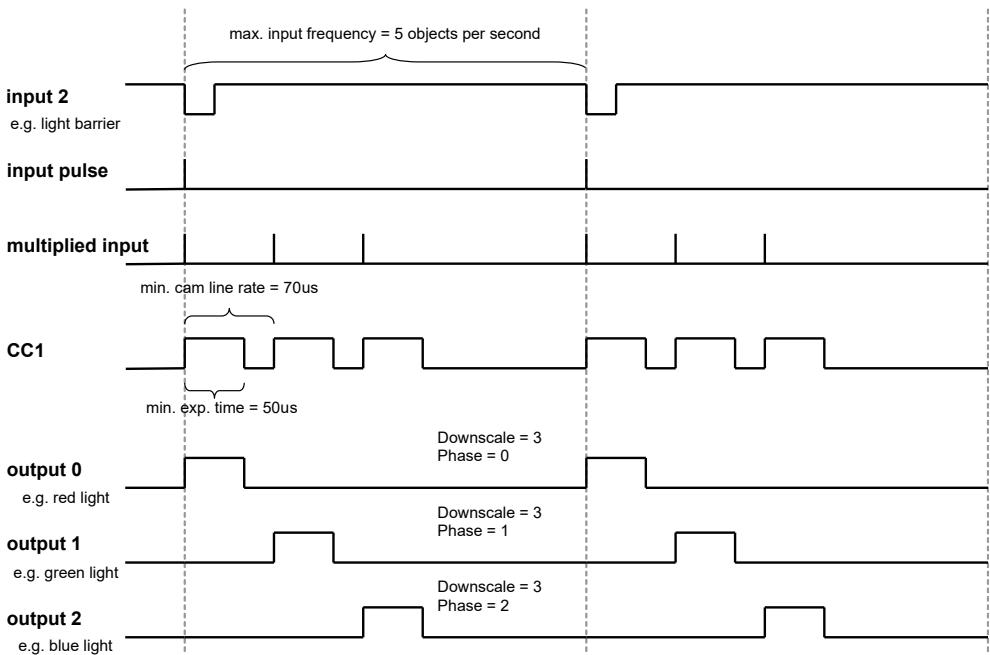 max. input frequency = 5 objects per second
input 2
e.g. light barrier
input pulse
multiplied input
min. cam line rate = 70us
CC1
min. exp. time = 50us
Downscale = 3
Phase = 0
output 0
e.g. red light
Downscale = 3
Phase = 1
output 1
e.g. green light
Downscale = 3
Phase = 2
output 2
e.g. blue light